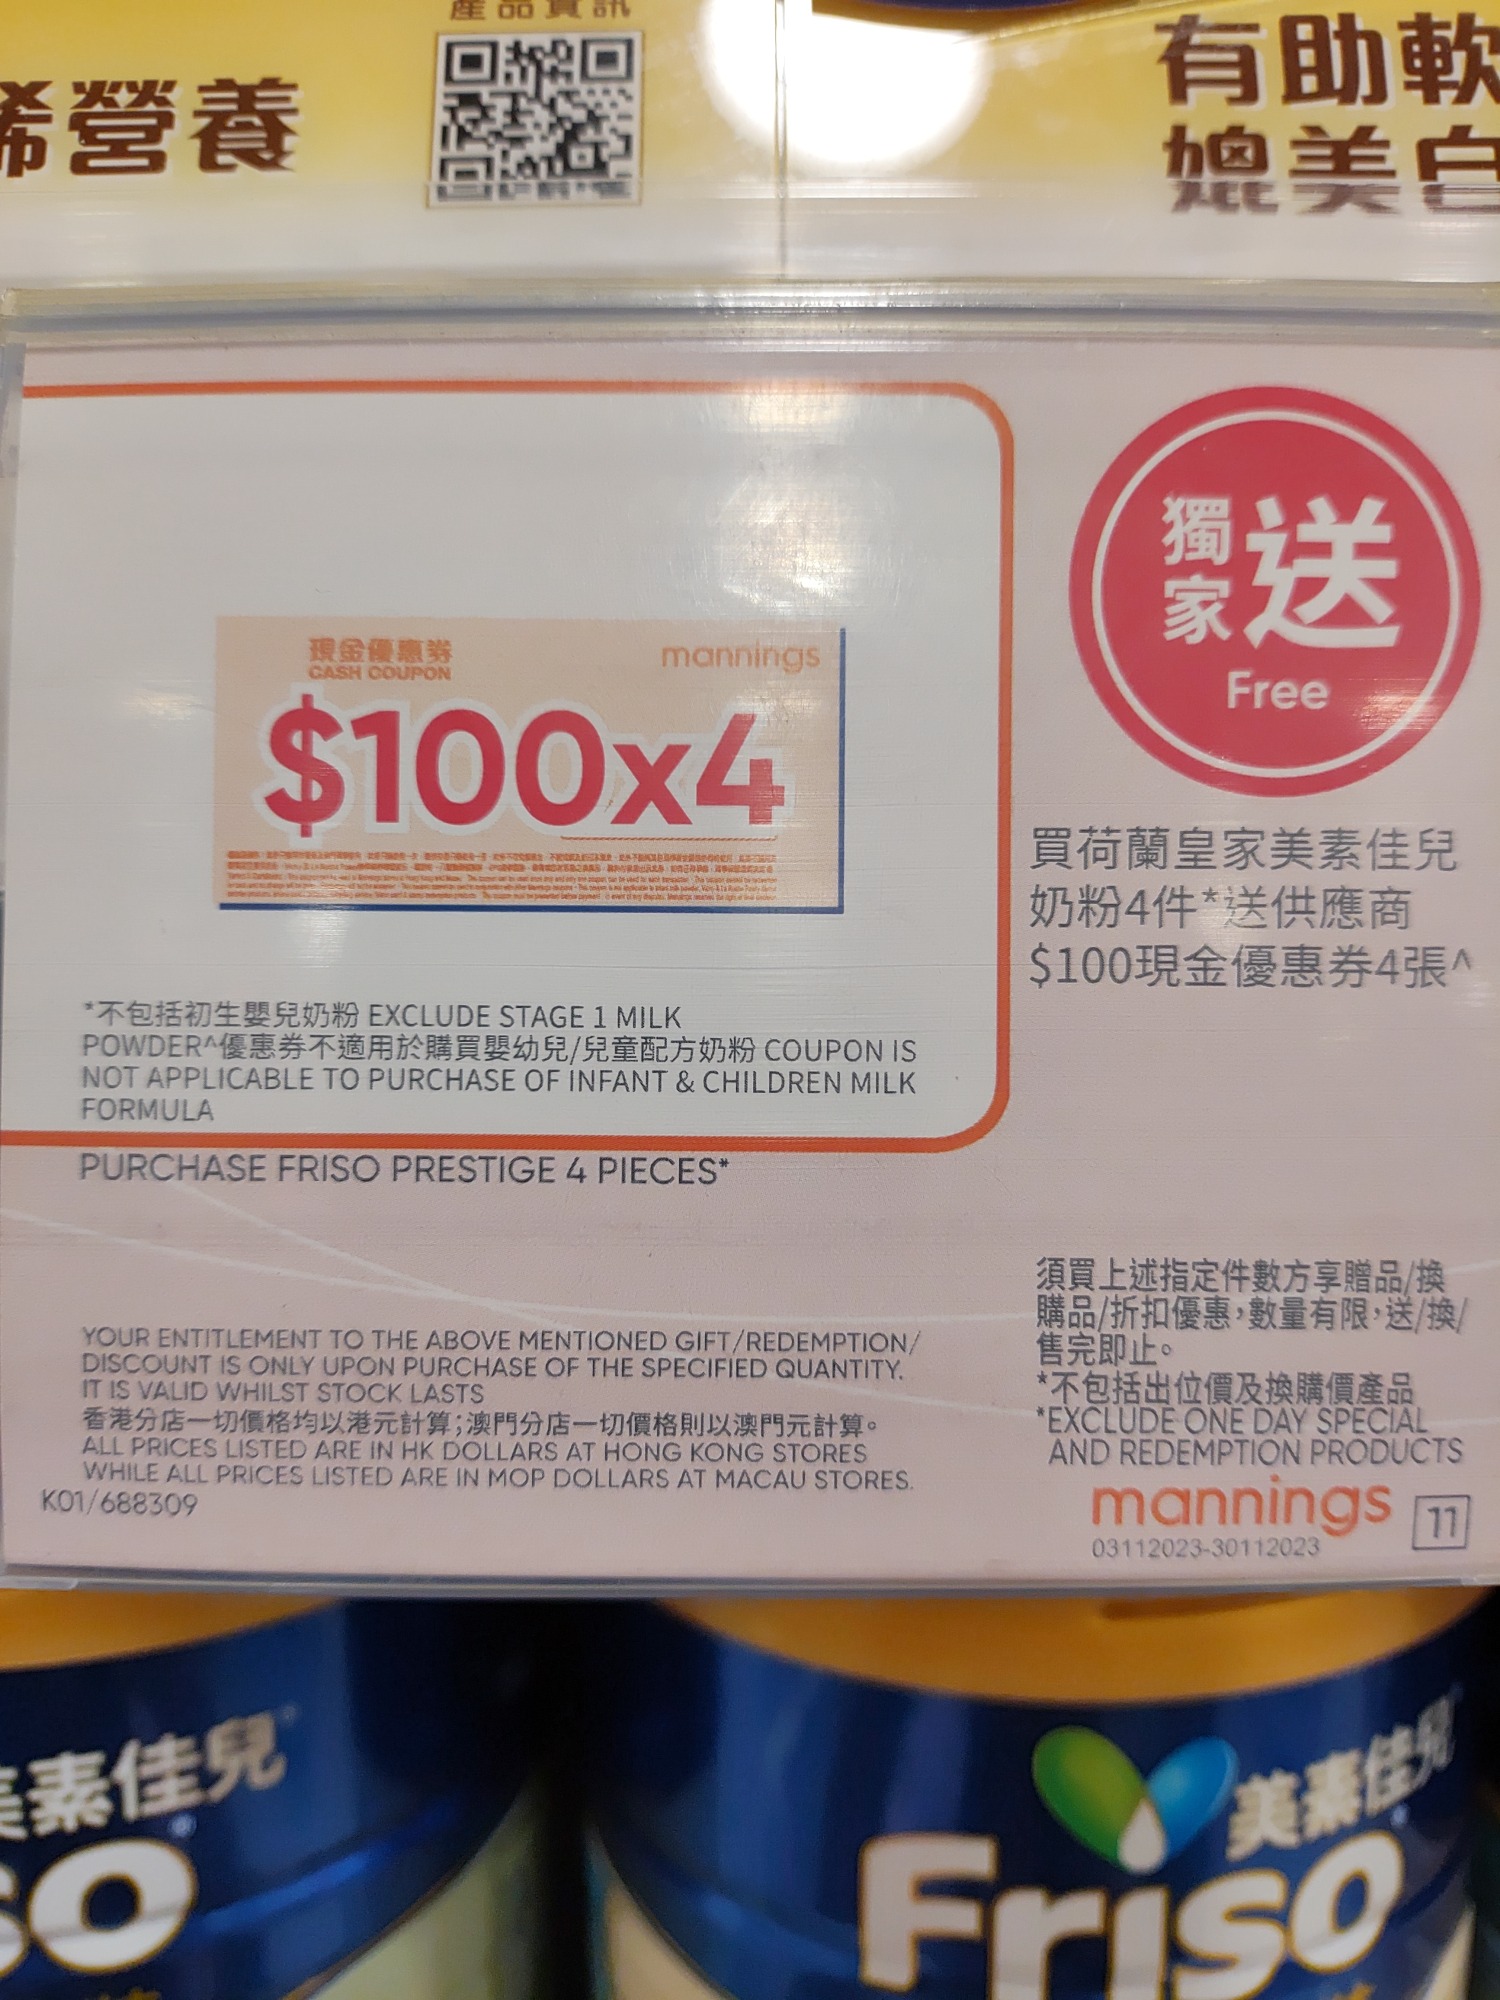 產品資訊
營養
有助軟
美白
獨家送
Free
現金優惠券
CASH COUPON
mannings
$100x4
買荷蘭皇家美素佳兒
奶粉4件*送供應商
$100現金優惠券4張^
*不包括初生嬰兒奶粉 EXCLUDE STAGE 1 MILK
POWDER^優惠券不適用於購買嬰幼兒/兒童配方奶粉 COUPON IS
NOT APPLICABLE TO PURCHASE OF INFANT & CHILDREN MILK
FORMULA
PURCHASE FRISO PRESTIGE 4 PIECES*
YOUR ENTITLEMENT TO THE ABOVE MENTIONED GIFT/REDEMPTION/
DISCOUNT IS ONLY UPON PURCHASE OF THE SPECIFIED QUANTITY.
IT IS VALID WHILST STOCK LASTS
香港分店一切價格均以港元計算;澳門分店一切價格則以澳門元計算。
ALL PRICES LISTED ARE IN HK DOLLARS AT HONG KONG STORES
WHILE ALL PRICES LISTED ARE IN MOP DOLLARS AT MACAU STORES.
K01/688309
須買上述指定件數方享贈品/換
購品/折扣優惠,數量有限,送/換/
售完即止。
*不包括出位價及換購價產品
*EXCLUDE ONE DAY SPECIAL
AND REDEMPTION PRODUCTS
mannings
11
03112023-30112023
素佳兒
so
美素佳兒
Friso